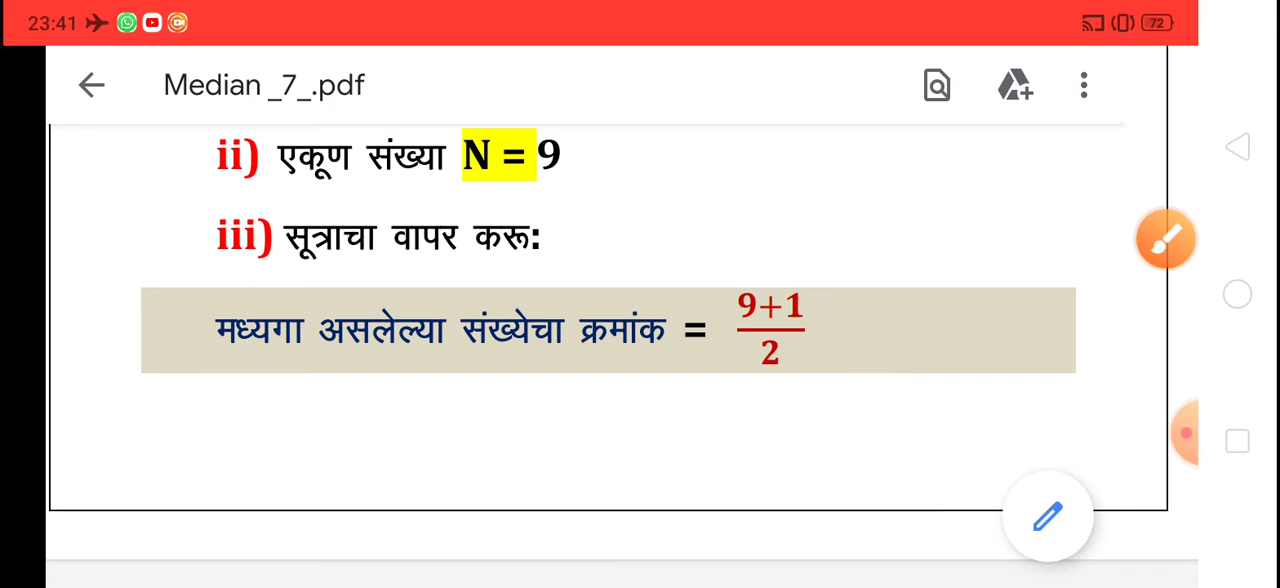 23:41 72
Median _7_.pdf
ii) एकूण संख्या N = 9
iii) सूत्राचा वापर करू:
मध्यगा असलेल्या संख्येचा क्रमांक = 9+1
2